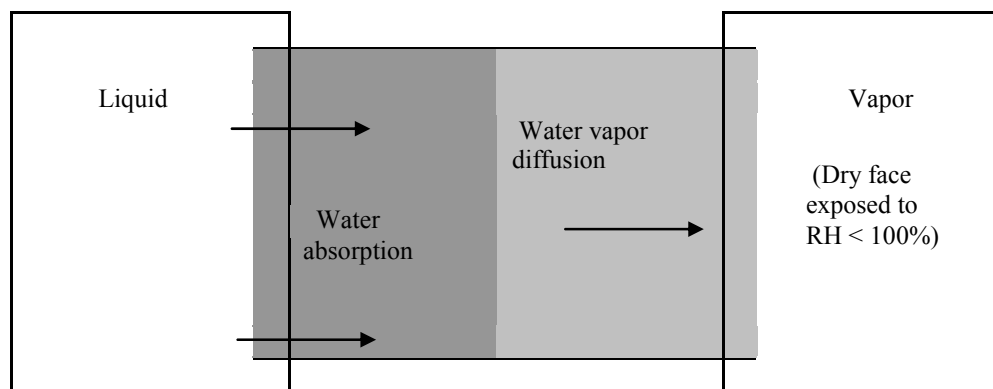 Liquid
Water
absorption
Water vapor
diffusion
Vapor
(Dry face
exposed to
RH < 100%)